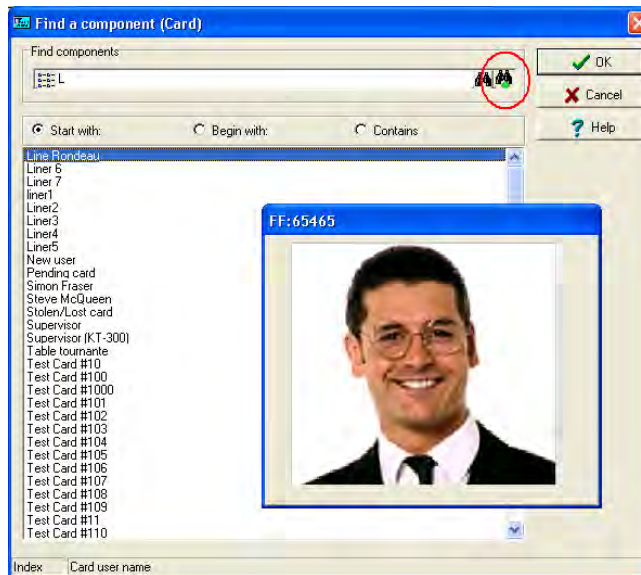 Find a component (Card)
Find components
L
OK
Cancel
? Help
Start with:
Begin with:
Contains
Line Rondeau
Liner 6
Liner 7
liner1
Liner2
Liner3
Liner4
Liner5
New user
Pending card
Simon Fraser
Steve McQueen
Stolen/Lost card
Supervisor
Supervisor (KT-300)
Table tournante
Test Card #10
Test Card #100
Test Card #1000
Test Card #101
Test Card #102
Test Card #103
Test Card #104
Test Card #105
Test Card #106
Test Card #107
Test Card #108
Test Card #109
Test Card #11
Test Card #110
FF:65465
Index
Card user name